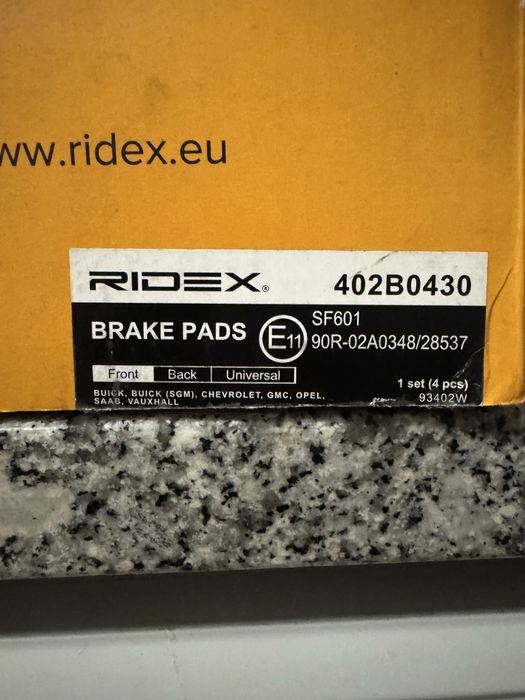 ww.ridex.eu
RIDEX® 402B0430
BRAKE PADS E11 SF601
90R-02A0348/28537
Front Back Universal
1 set (4 pcs)
BUICK, BUICK (SGM), CHEVROLET, GMC, OPEL,
SAAB, VAUXHALL
93402W